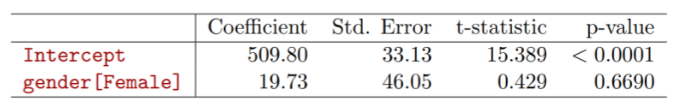 Coefficient Std. Error t-statistic p-value
Intercept 509.80 33.13 15.389 < 0.0001
gender[Female] 19.73 46.05 0.429 0.6690